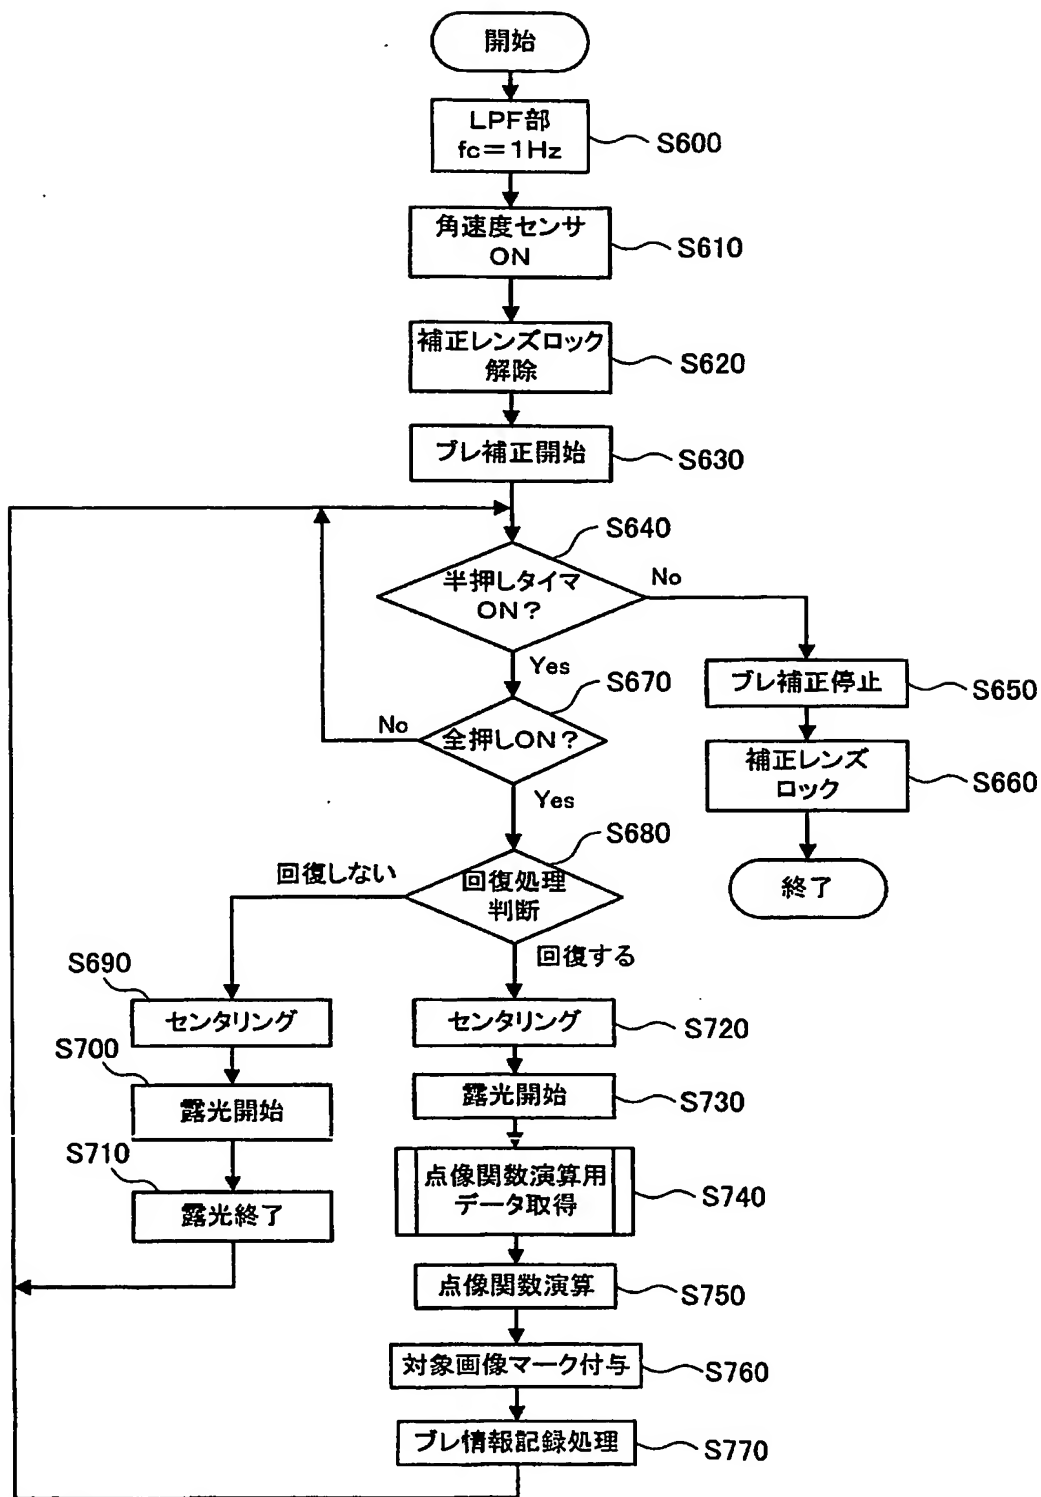 開始
LPF部
fc=1Hz
S600
角速度センサ
ON
S610
補正レンズロック
解除
S620
ブレ補正開始
S630
S640
半押しタイマ
ON?
No
Yes
S670
ブレ補正停止
S650
No
全押しON?
補正レンズ
ロック
S660
Yes
S680
回復しない
回復処理
判断
終了
回復する
S690
センタリング
センタリング
S720
S700
露光開始
露光開始
S730
S710
点像関数演算用
データ取得
S740
露光終了
点像関数演算
S750
対象画像マーク付与
S760
ブレ情報記録処理
S770